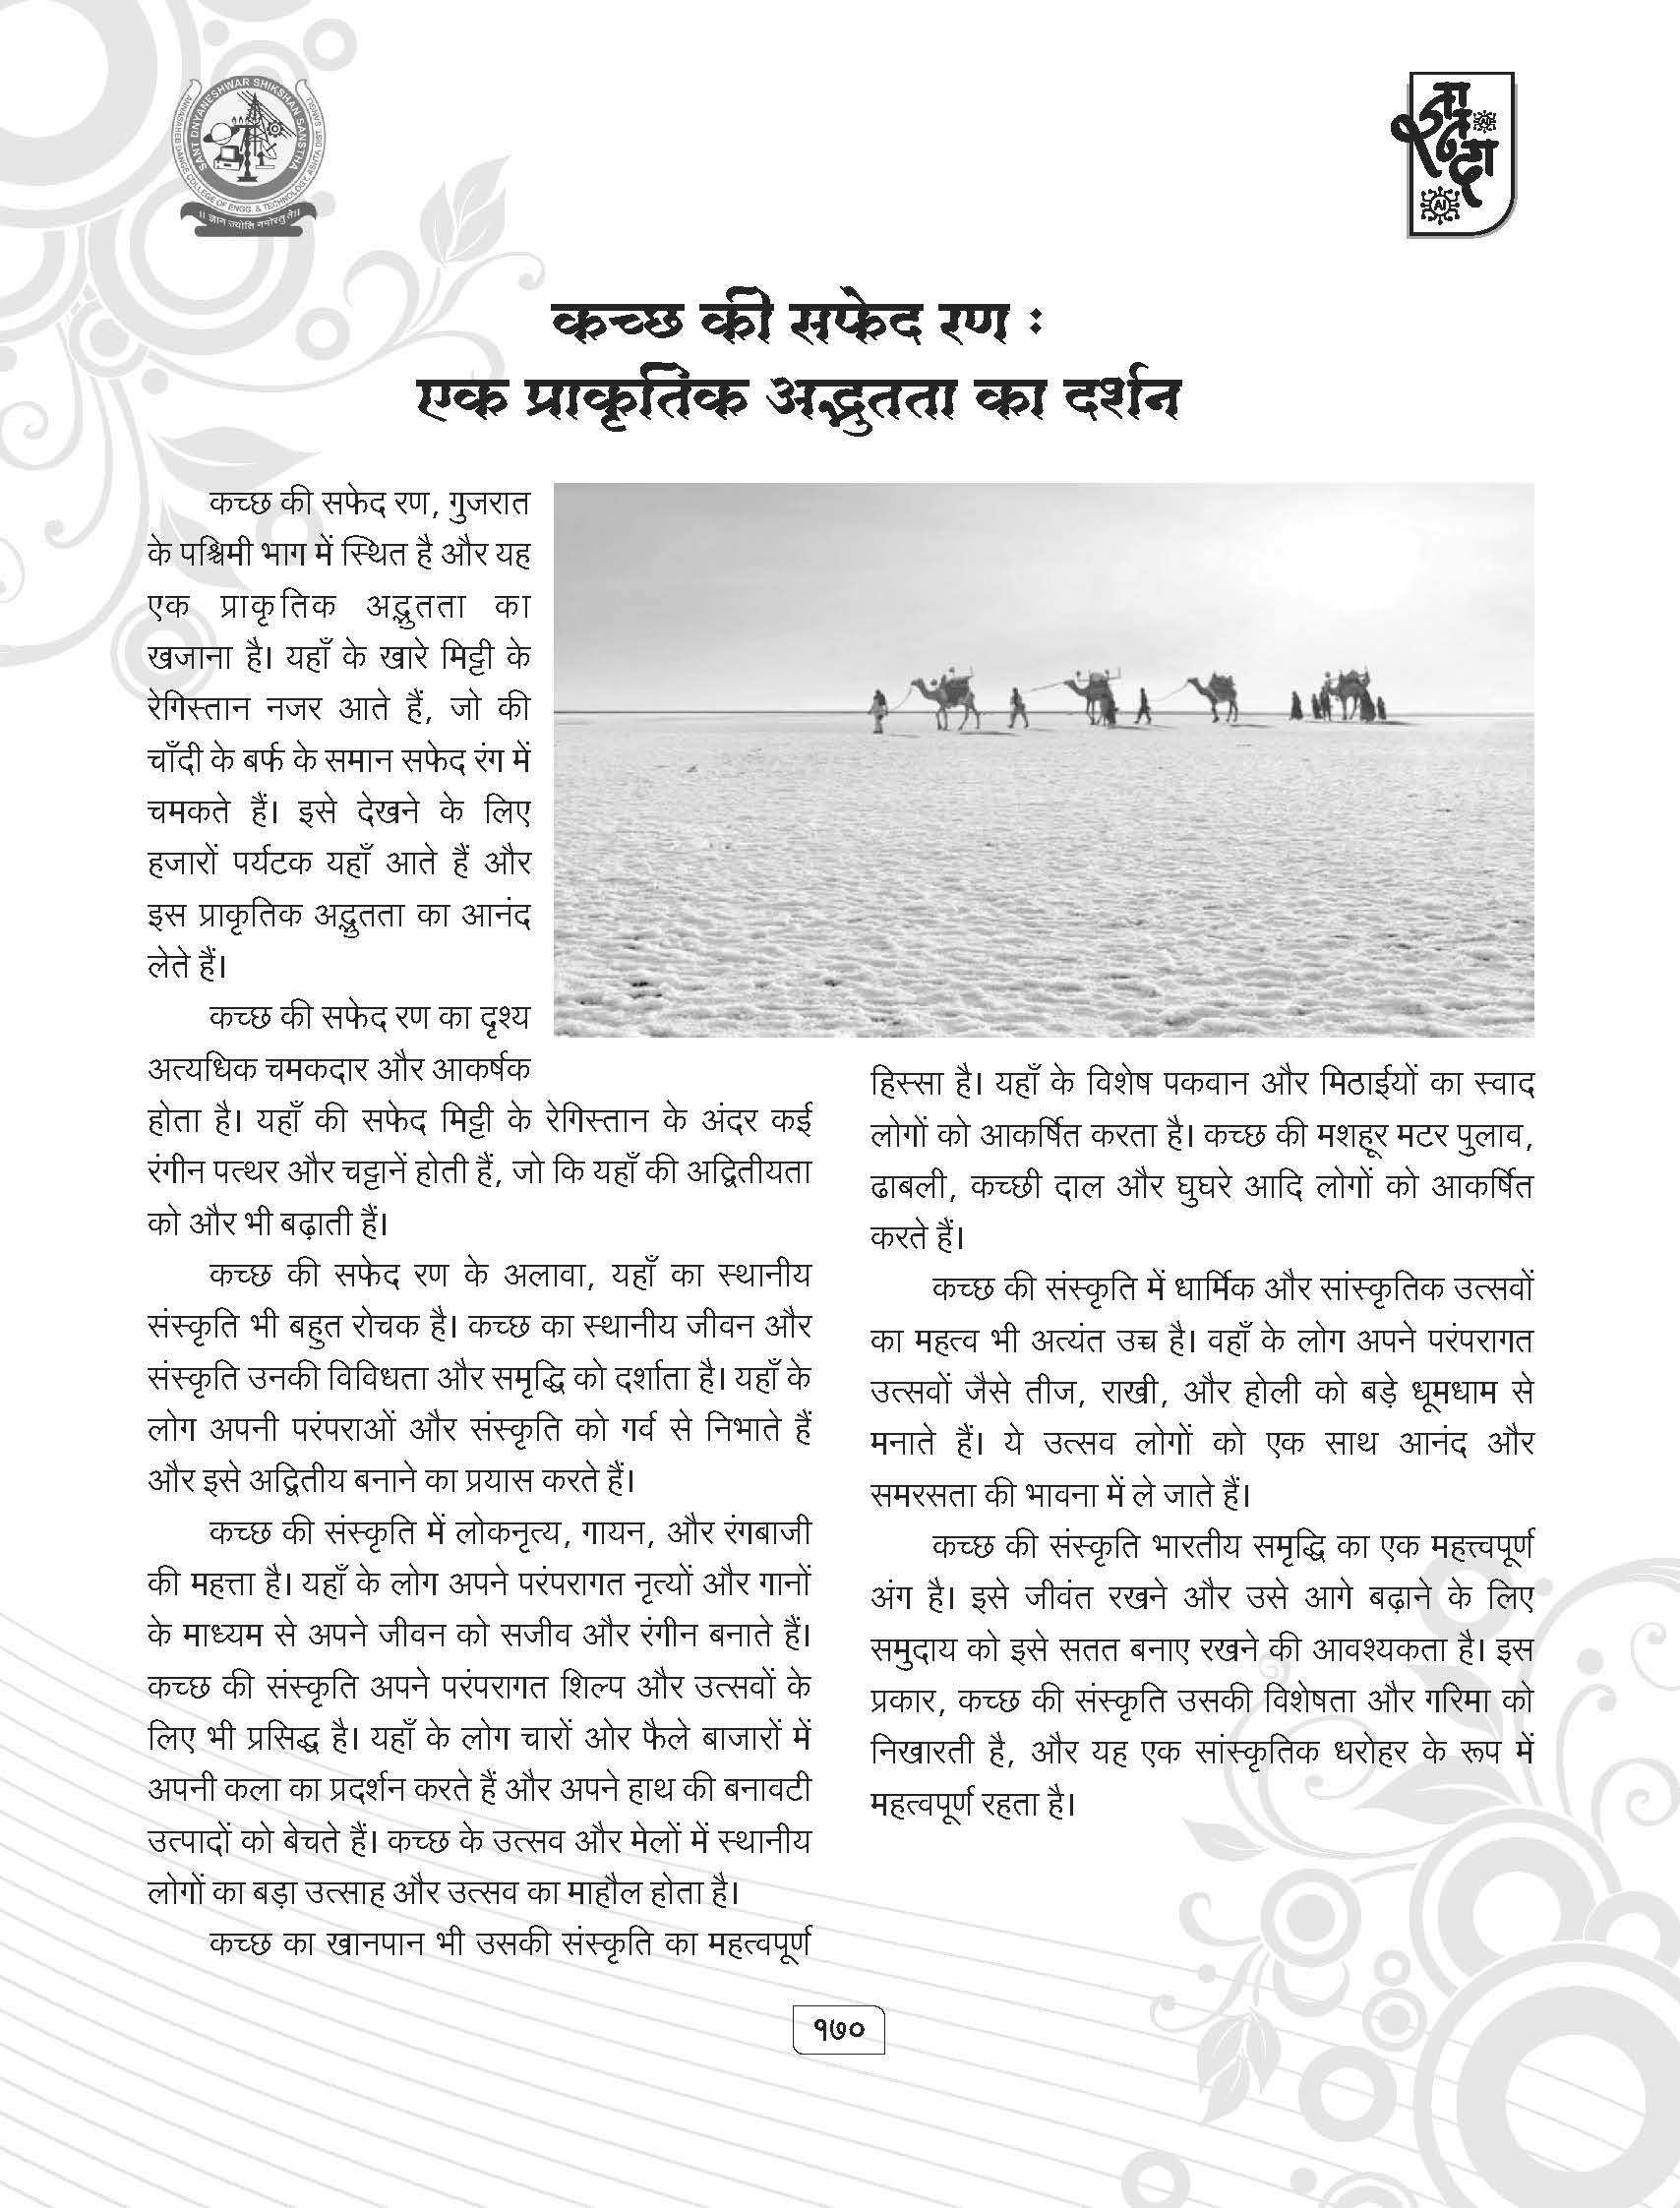 SANT DNYANESHWAR SHIKSHAN SANSTHA
ANNASAHEB DANGE COLLEGE OF ENGG. & TECHNOLOGY, ASHTA DIST. SANGLI
AI
AI
कच्छ की सफेद रण :
एक प्राकृतिक अद्भुतता का दर्शन
कच्छ की सफेद रण, गुजरात
के पश्चिमी भाग में स्थित है और यह
एक प्राकृतिक अद्भुतता का
खजाना है। यहाँ के खारे मिट्टी के
रेगिस्तान नजर आते हैं, जो की
चाँदी के बर्फ के समान सफेद रंग में
चमकते हैं। इसे देखने के लिए
हजारों पर्यटक यहाँ आते हैं और
इस प्राकृतिक अद्भुतता का आनंद
लेते हैं।
कच्छ की सफेद रण का दृश्य
अत्यधिक चमकदार और आकर्षक
होता है। यहाँ की सफेद मिट्टी के रेगिस्तान के अंदर कई
रंगीन पत्थर और चट्टानें होती हैं, जो कि यहाँ की अद्वितीयता
को और भी बढ़ाती हैं।
कच्छ की सफेद रण के अलावा, यहाँ का स्थानीय
संस्कृति भी बहुत रोचक है। कच्छ का स्थानीय जीवन और
संस्कृति उनकी विविधता और समृद्धि को दर्शाता है। यहाँ के
लोग अपनी परंपराओं और संस्कृति को गर्व से निभाते हैं
और इसे अद्वितीय बनाने का प्रयास करते हैं।
कच्छ की संस्कृति में लोकनृत्य, गायन, और रंगबाजी
की महत्ता है। यहाँ के लोग अपने परंपरागत नृत्यों और गानों
के माध्यम से अपने जीवन को सजीव और रंगीन बनाते हैं।
कच्छ की संस्कृति अपने परंपरागत शिल्प और उत्सवों के
लिए भी प्रसिद्ध है। यहाँ के लोग चारों ओर फैले बाजारों में
अपनी कला का प्रदर्शन करते हैं और अपने हाथ की बनावटी
उत्पादों को बेचते हैं। कच्छ के उत्सव और मेलों में स्थानीय
लोगों का बड़ा उत्साह और उत्सव का माहौल होता है।
कच्छ का खानपान भी उसकी संस्कृति का महत्वपूर्ण
हिस्सा है। यहाँ के विशेष पकवान और मिठाईयों का स्वाद
लोगों को आकर्षित करता है। कच्छ की मशहूर मटर पुलाव,
ढाबली, कच्छी दाल और घुघरे आदि लोगों को आकर्षित
करते हैं।
कच्छ की संस्कृति में धार्मिक और सांस्कृतिक उत्सवों
का महत्व भी अत्यंत उच्च है। वहाँ के लोग अपने परंपरागत
उत्सवों जैसे तीज, राखी, और होली को बड़े धूमधाम से
मनाते हैं। ये उत्सव लोगों को एक साथ आनंद और
समरसता की भावना में ले जाते हैं।
कच्छ की संस्कृति भारतीय समृद्धि का एक महत्त्वपूर्ण
अंग है। इसे जीवंत रखने और उसे आगे बढ़ाने के लिए
समुदाय को इसे सतत बनाए रखने की आवश्यकता है। इस
प्रकार, कच्छ की संस्कृति उसकी विशेषता और गरिमा को
निखारती है, और यह एक सांस्कृतिक धरोहर के रूप में
महत्वपूर्ण रहता है।
१७०